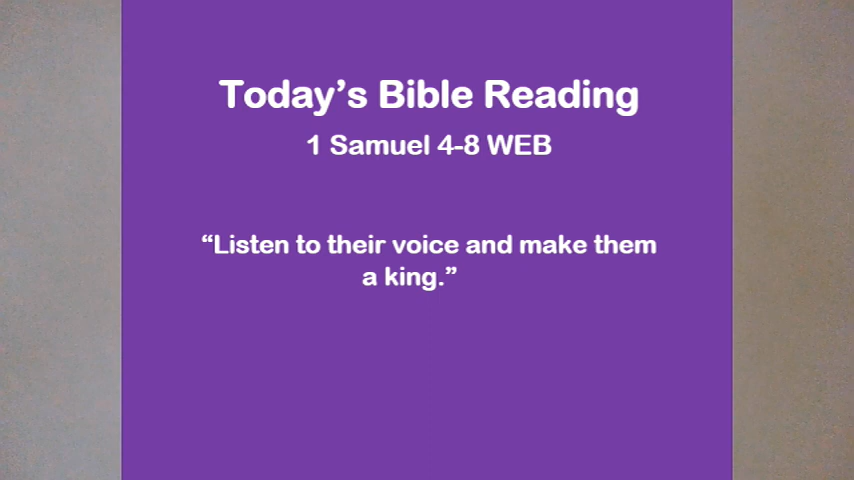 Today’s Bible Reading
1 Samuel 4-8 WEB
“Listen to their voice and make them
a king.”